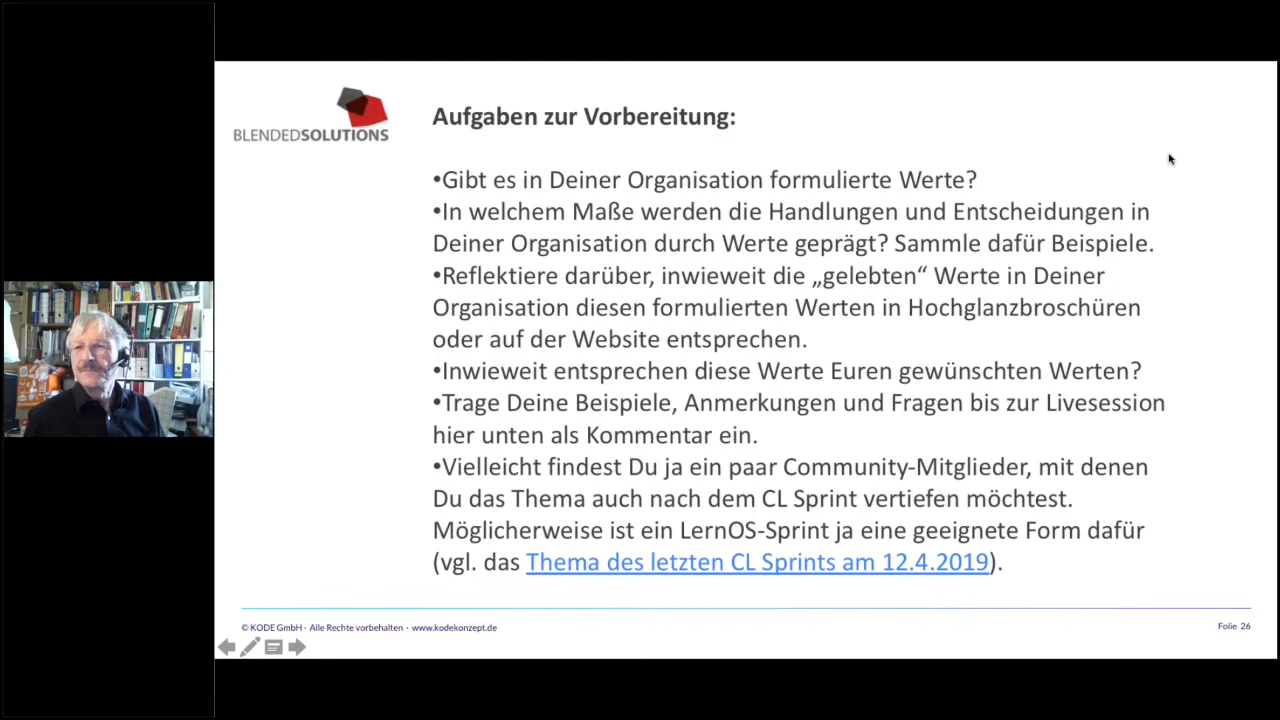 BLENDEDSOLUTIONS
Aufgaben zur Vorbereitung:
•Gibt es in Deiner Organisation formulierte Werte?
•In welchem Maße werden die Handlungen und Entscheidungen in
Deiner Organisation durch Werte geprägt? Sammle dafür Beispiele.
•Reflektiere darüber, inwieweit die „gelebten“ Werte in Deiner
Organisation diesen formulierten Werten in Hochglanzbroschüren
oder auf der Website entsprechen.
•Inwieweit entsprechen diese Werte Euren gewünschten Werten?
•Trage Deine Beispiele, Anmerkungen und Fragen bis zur Livesession
hier unten als Kommentar ein.
•Vielleicht findest Du ja ein paar Community-Mitglieder, mit denen
Du das Thema auch nach dem CL Sprint vertiefen möchtest.
Möglicherweise ist ein LernOS-Sprint ja eine geeignete Form dafür
(vgl. das Thema des letzten CL Sprints am 12.4.2019).
© KODE GmbH · Alle Rechte vorbehalten · www.kodekonzept.de
Folie 26